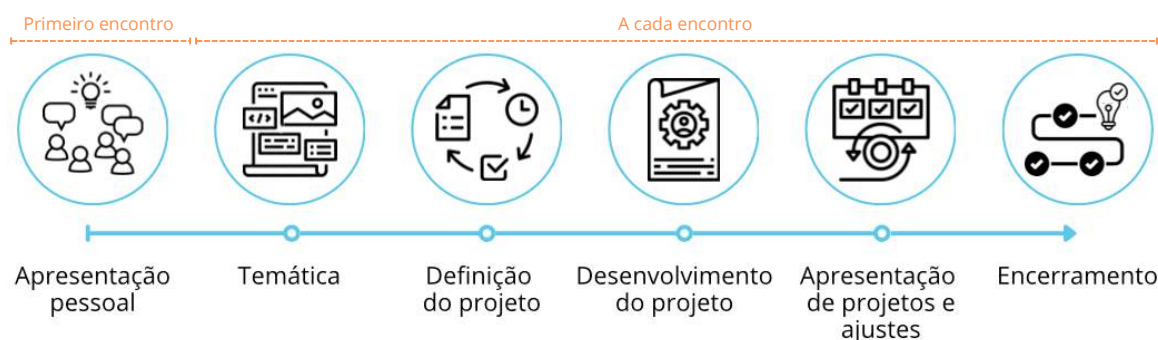 Primeiro encontro
A cada encontro
Apresentação
pessoal
Temática
Definição
do projeto
Desenvolvimento
do projeto
Apresentação
de projetos e
ajustes
Encerramento